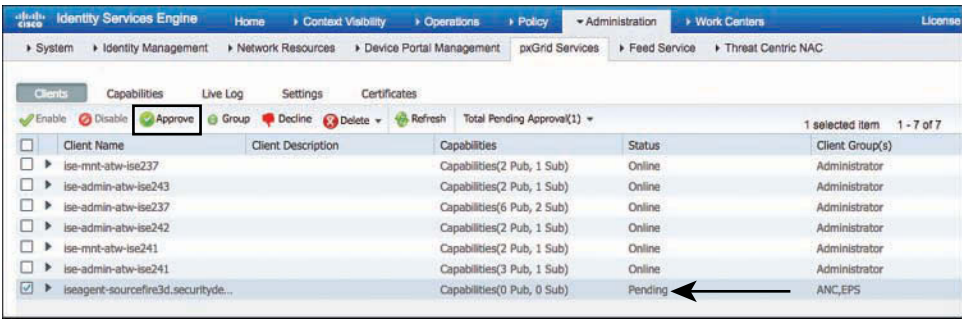 cisco Identity Services Engine Home Context Visibility Operations Policy Administration Work Centers License
System Identity Management Network Resources Device Portal Management pxGrid Services Feed Service Threat Centric NAC
Clients Capabilities Live Log Settings Certificates
Enable Disable Approve Group Decline Delete Refresh Total Pending Approval(1)
1 selected item 1 - 7 of 7
Client Name Client Description Capabilities Status Client Group(s)
ise-mnt-atw-ise237 Capabilities(2 Pub, 1 Sub) Online Administrator
ise-admin-atw-ise243 Capabilities(2 Pub, 1 Sub) Online Administrator
ise-admin-atw-ise237 Capabilities(6 Pub, 2 Sub) Online Administrator
ise-admin-atw-ise242 Capabilities(2 Pub, 1 Sub) Online Administrator
ise-mnt-atw-ise241 Capabilities(2 Pub, 1 Sub) Online Administrator
ise-admin-atw-ise241 Capabilities(3 Pub, 1 Sub) Online Administrator
iseagent-sourcefire3d.securityde... Capabilities(0 Pub, 0 Sub) Pending ANC,EPS